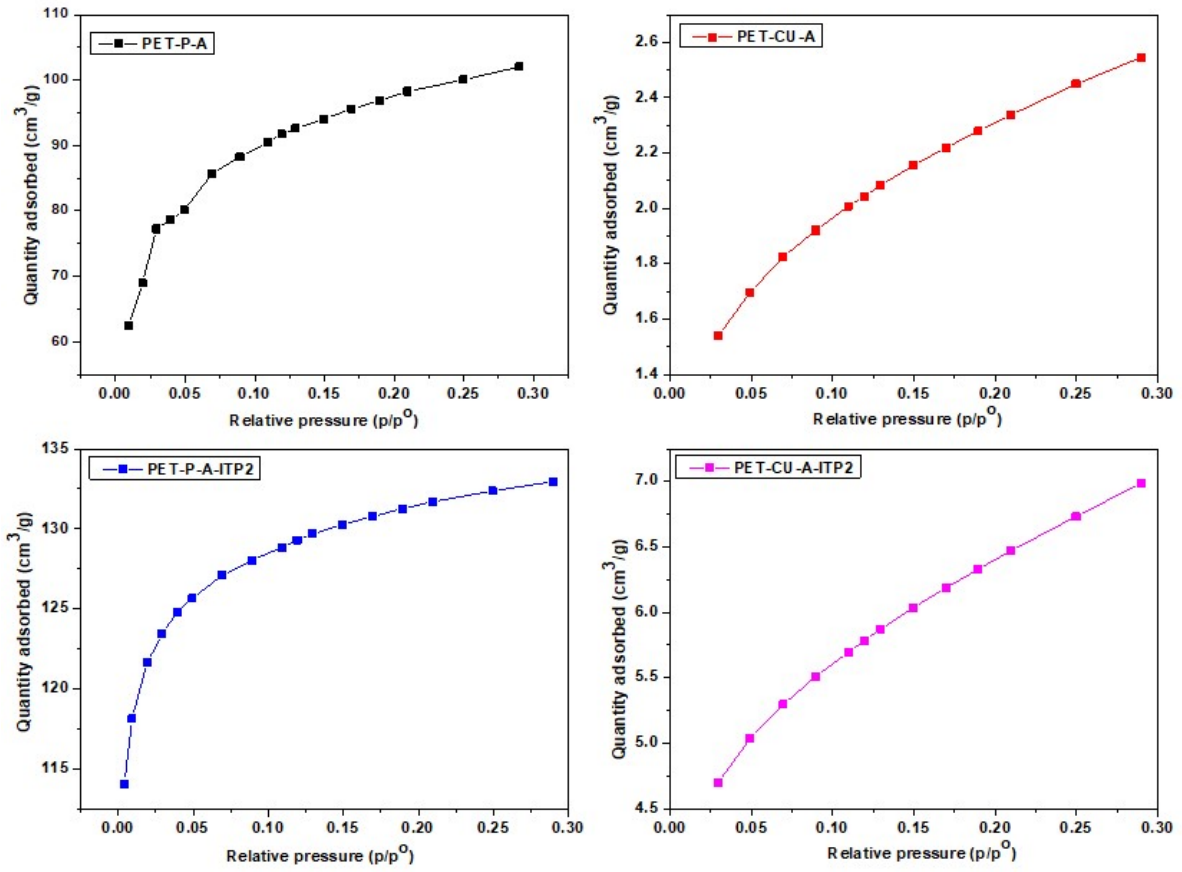 PET-P-A
Quantity adsorbed (cm³/g)
110
100
90
80
70
60
0.00 0.05 0.10 0.15 0.20 0.25 0.30
Relative pressure (p/p⁰)
PET-CU-A
Quantity adsorbed (cm³/g)
2.6
2.4
2.2
2.0
1.8
1.6
1.4
0.00 0.05 0.10 0.15 0.20 0.25 0.30
Relative pressure (p/p⁰)
PET-P-A-ITP2
Quantity adsorbed (cm³/g)
135
130
125
120
115
0.00 0.05 0.10 0.15 0.20 0.25 0.30
Relative pressure (p/p⁰)
PET-CU-A-ITP2
Quantity adsorbed (cm³/g)
7.0
6.5
6.0
5.5
5.0
4.5
0.00 0.05 0.10 0.15 0.20 0.25 0.30
Relative pressure (p/p⁰)